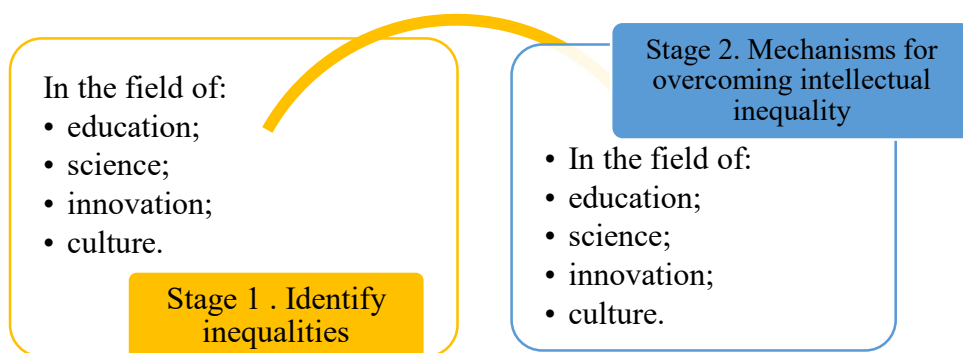 In the field of:
• education;
• science;
• innovation;
• culture.
Stage 1 . Identify
inequalities
Stage 2. Mechanisms for
overcoming intellectual
inequality
• In the field of:
• education;
• science;
• innovation;
• culture.